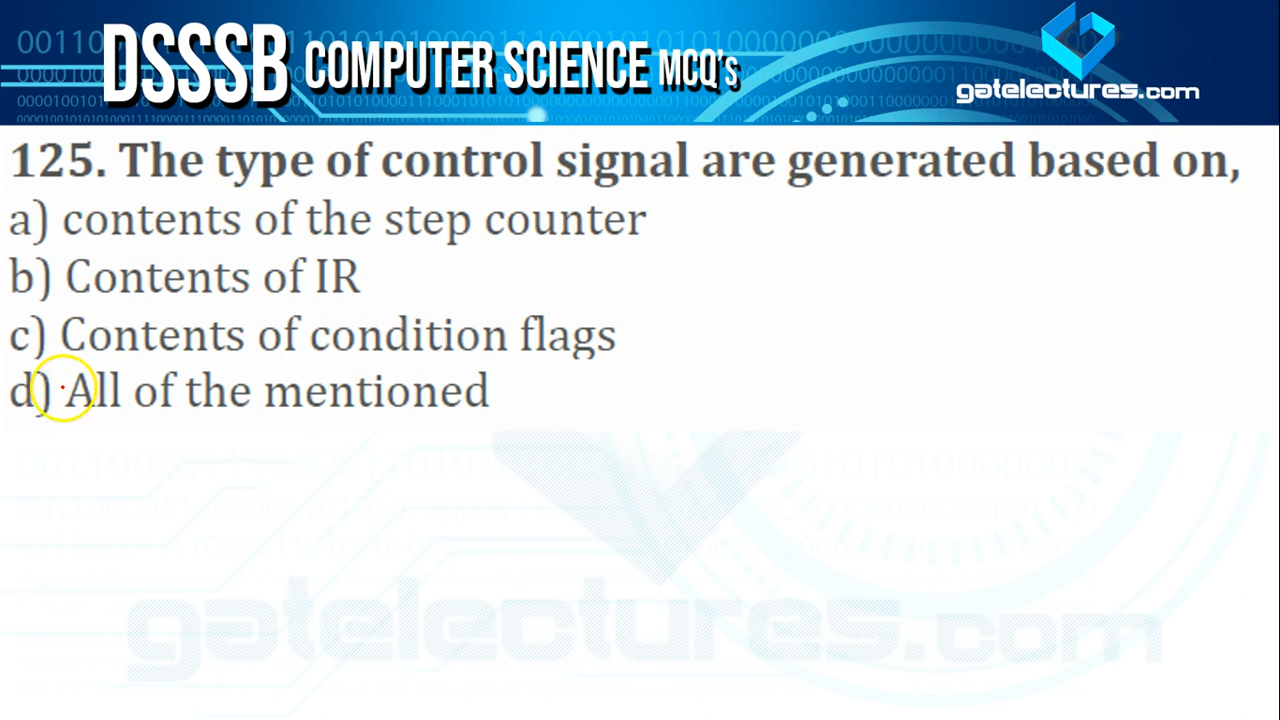 DSSSB COMPUTER SCIENCE MCQ's
gatelectures.com
125. The type of control signal are generated based on,
a) contents of the step counter
b) Contents of IR
c) Contents of condition flags
d) All of the mentioned
gatelectures.com